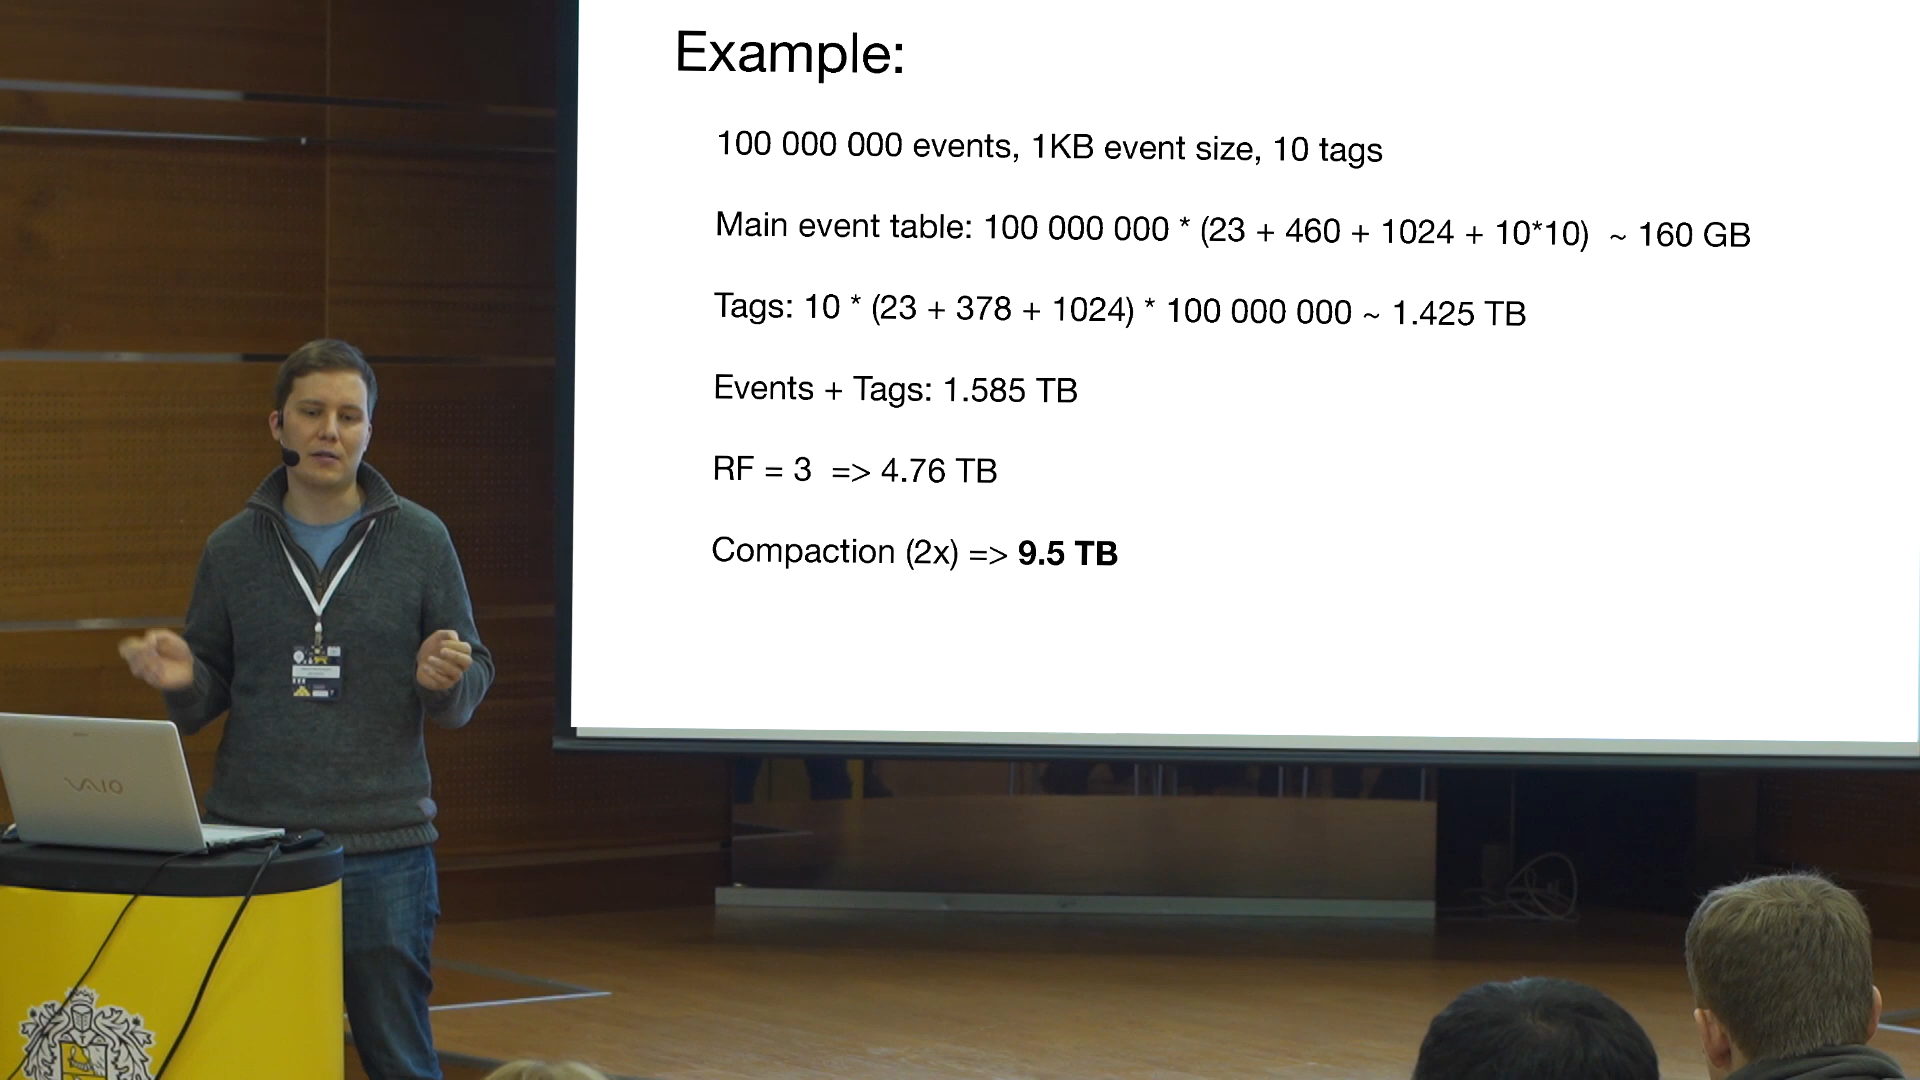 Example:
100 000 000 events, 1KB event size, 10 tags
Main event table: 100 000 000 * (23 + 460 + 1024 + 10*10) ~ 160 GB
Tags: 10 * (23 + 378 + 1024) * 100 000 000 ~ 1.425 TB
Events + Tags: 1.585 TB
RF = 3 => 4.76 TB
Compaction (2x) => 9.5 TB
VAIO